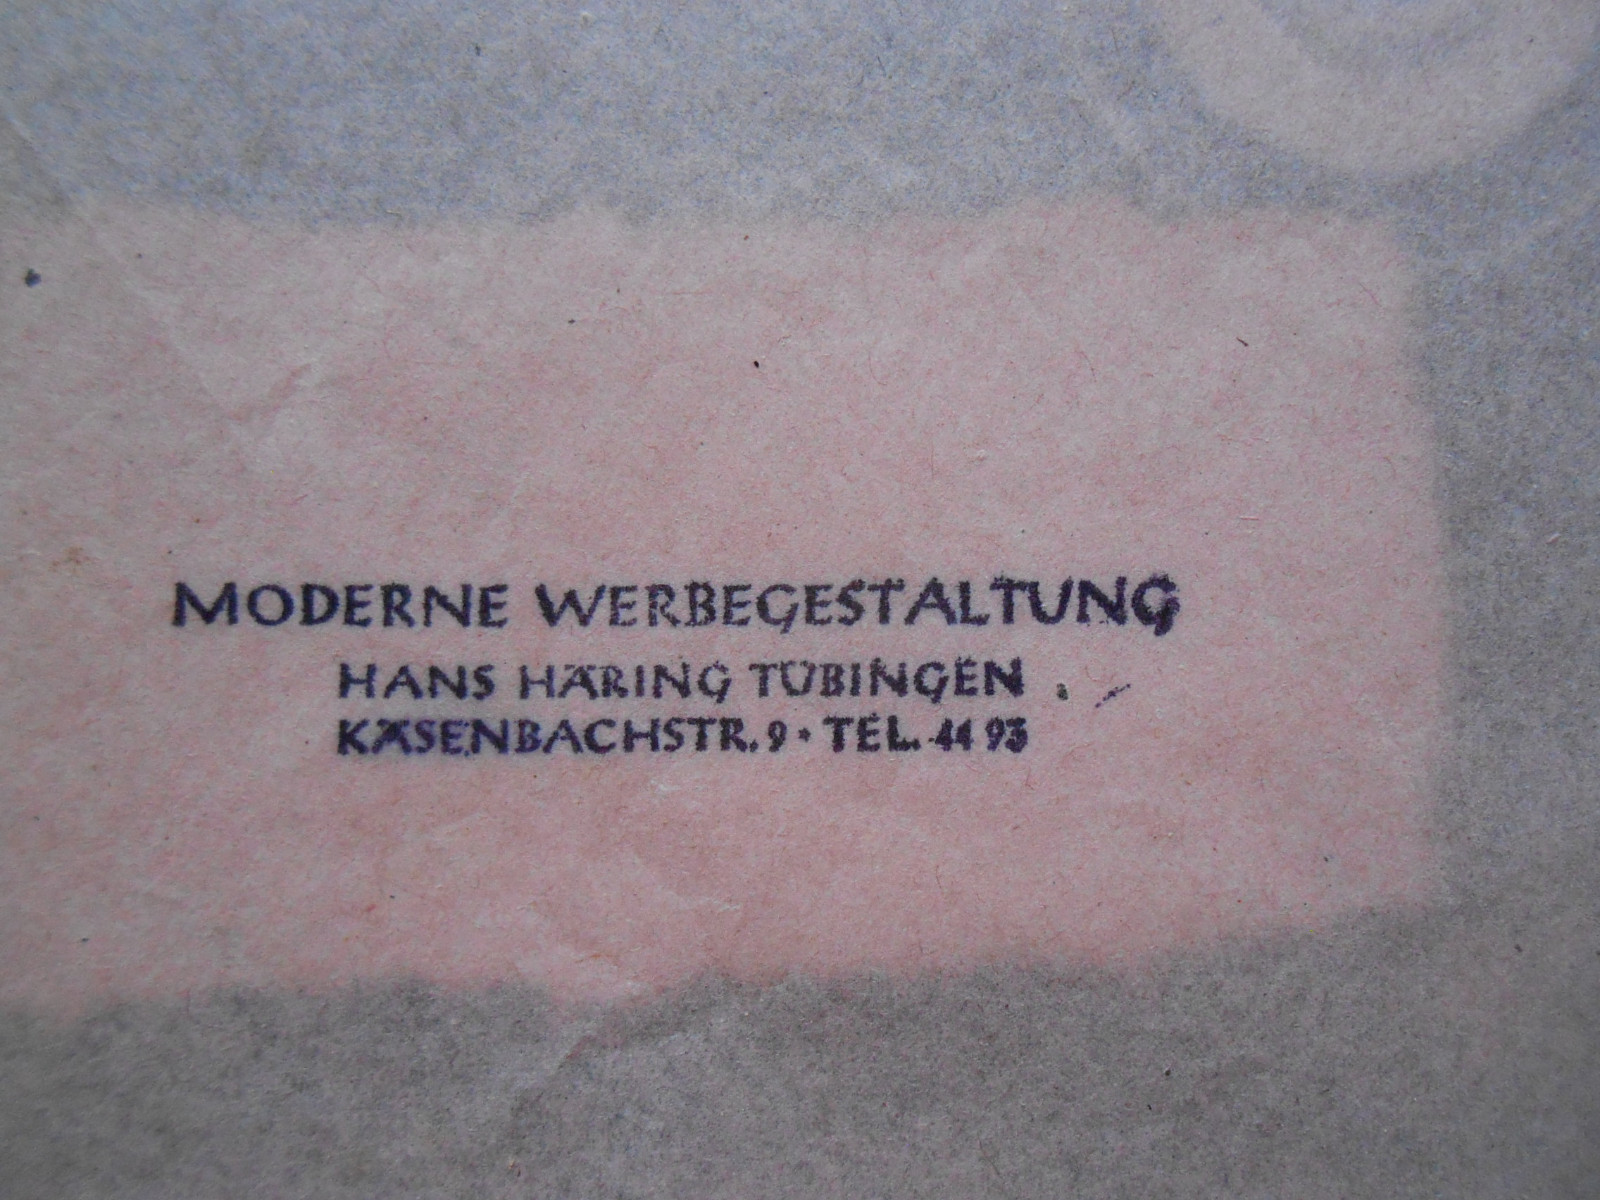 MODERNE WERBEGESTALTUNG
HANS HÄRING TÜBINGEN
KÄSENBACHSTR. 9 · TEL. 44 93